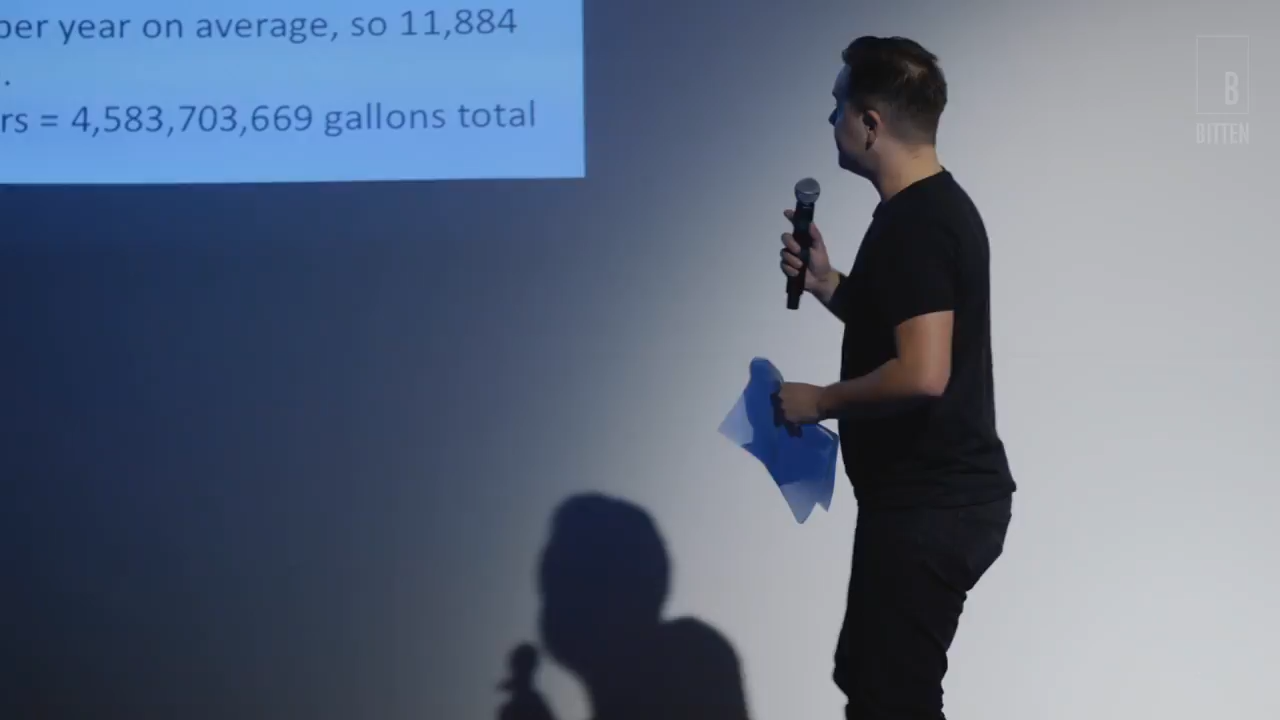 per year on average, so 11,884
.
rs = 4,583,703,669 gallons total
B
BITTEN